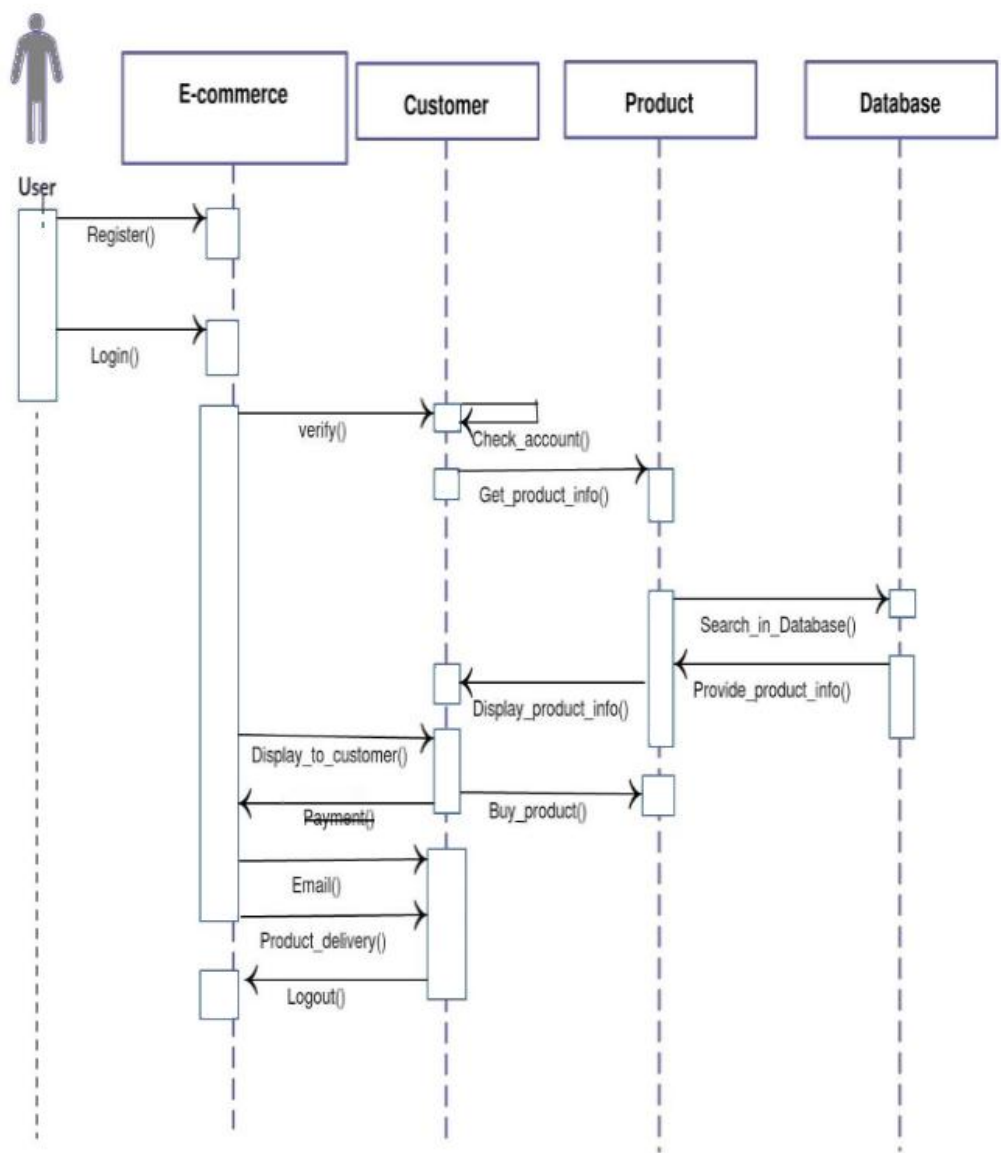 E-commerce
Customer
Product
Database
User
Register()
Login()
verify()
Check_account()
Get_product_info()
Search_in_Database()
Provide_product_info()
Display_product_info()
Display_to_customer()
Buy_product()
Payment()
Email()
Product_delivery()
Logout()